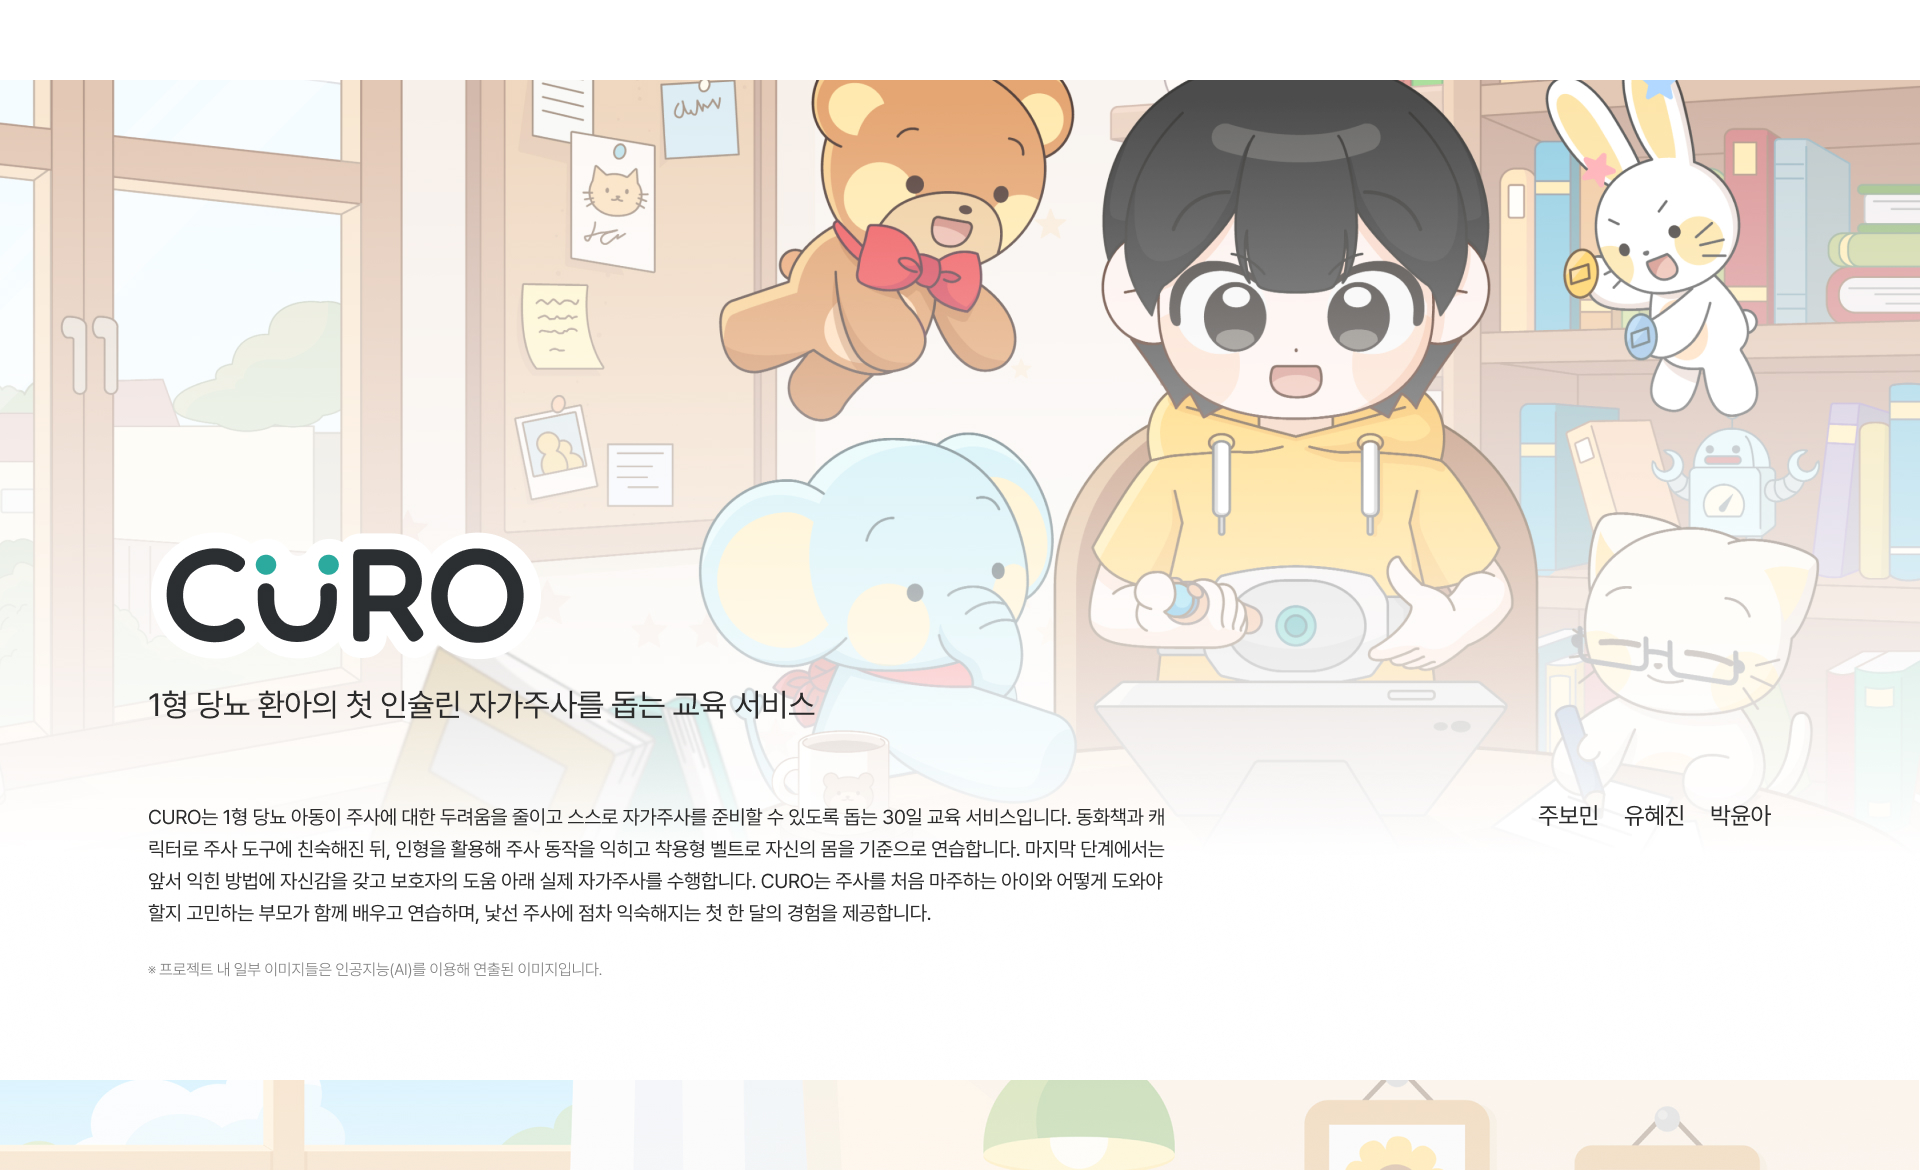 CURO
1형 당뇨 환아의 첫 인슐린 자가주사를 돕는 교육 서비스
CURO는 1형 당뇨 아동이 주사에 대한 두려움을 줄이고 스스로 자가주사를 준비할 수 있도록 돕는 30일 교육 서비스입니다. 동화책과 캐
릭터로 주사 도구에 친숙해진 뒤, 인형을 활용해 주사 동작을 익히고 착용형 벨트로 자신의 몸을 기준으로 연습합니다. 마지막 단계에서는
앞서 익힌 방법에 자신감을 갖고 보호자의 도움 아래 실제 자가주사를 수행합니다. CURO는 주사를 처음 마주하는 아이와 어떻게 도와야
할지 고민하는 부모가 함께 배우고 연습하며, 낯선 주사에 점차 익숙해지는 첫 한 달의 경험을 제공합니다.
주보민 유혜진 박윤아
※ 프로젝트 내 일부 이미지들은 인공지능(AI)를 이용해 연출된 이미지입니다.